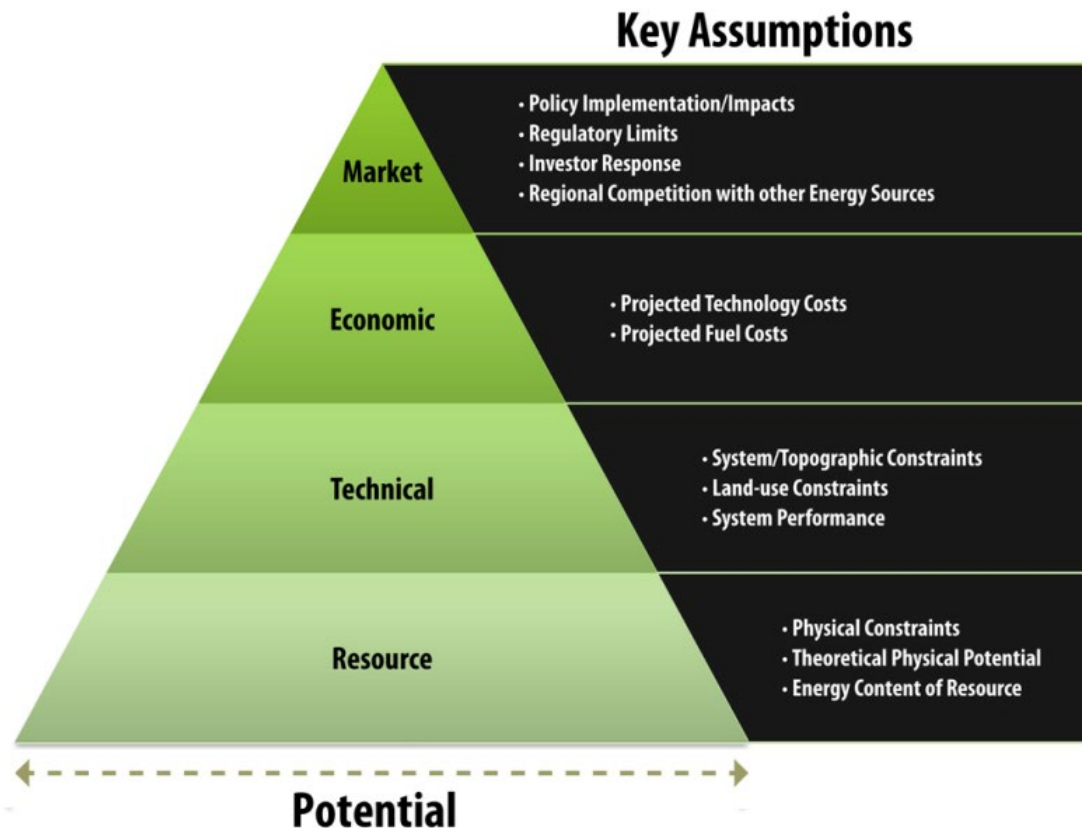 Key Assumptions
Market
• Policy Implementation/Impacts
• Regulatory Limits
• Investor Response
• Regional Competition with other Energy Sources
Economic
• Projected Technology Costs
• Projected Fuel Costs
Technical
• System/Topographic Constraints
• Land-use Constraints
• System Performance
Resource
• Physical Constraints
• Theoretical Physical Potential
• Energy Content of Resource
Potential